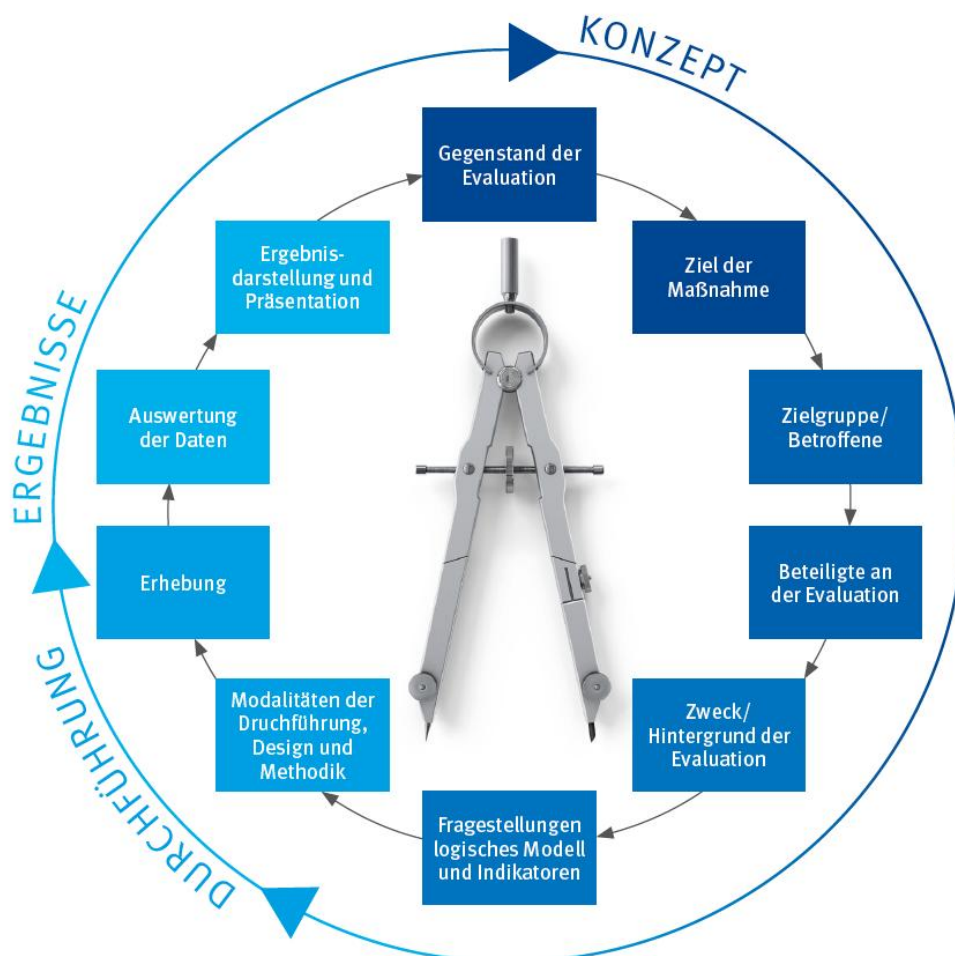 KONZEPT
Gegenstand der
Evaluation
Ziel der
Maßnahme
Zielgruppe/
Betroffene
Beteiligte an
der Evaluation
Zweck/
Hintergrund der
Evaluation
Fragestellungen
logisches Modell
und Indikatoren
DURCHFÜHRUNG
Modalitäten der
Druchführung,
Design und
Methodik
Erhebung
ERGEBNISSE
Auswertung
der Daten
Ergebnis-
darstellung und
Präsentation